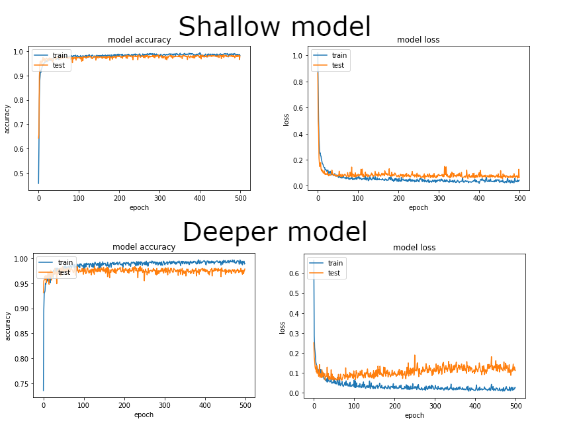 Shallow model
model accuracy
1.0
0.9
0.8
0.7
0.6
0.5
accuracy
train
test
0
100
200
300
400
500
epoch
model loss
1.0
0.8
0.6
0.4
0.2
0.0
loss
train
test
0
100
200
300
400
500
epoch
Deeper model
model accuracy
1.00
0.95
0.90
0.85
0.80
0.75
accuracy
train
test
0
100
200
300
400
500
epoch
model loss
0.6
0.5
0.4
0.3
0.2
0.1
0.0
loss
train
test
0
100
200
300
400
500
epoch